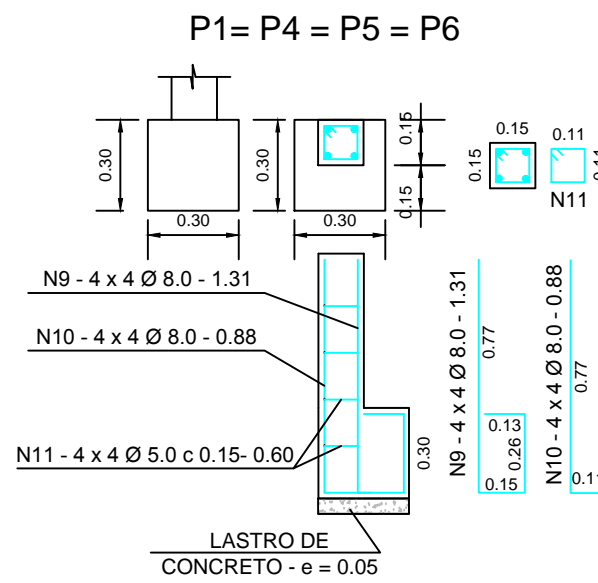 P1= P4 = P5 = P6
0.30
0.30
0.30
0.30
0.15
0.15
0.15
0.15
0.11
0.11
N11
N9 - 4 x 4 Ø 8.0 - 1.31
N10 - 4 x 4 Ø 8.0 - 0.88
N11 - 4 x 4 Ø 5.0 c 0.15- 0.60
0.30
LASTRO DE
CONCRETO - e = 0.05
N9 - 4 x 4 Ø 8.0 - 1.31
0.77
0.13
0.26
0.15
N10 - 4 x 4 Ø 8.0 - 0.88
0.77
0.11